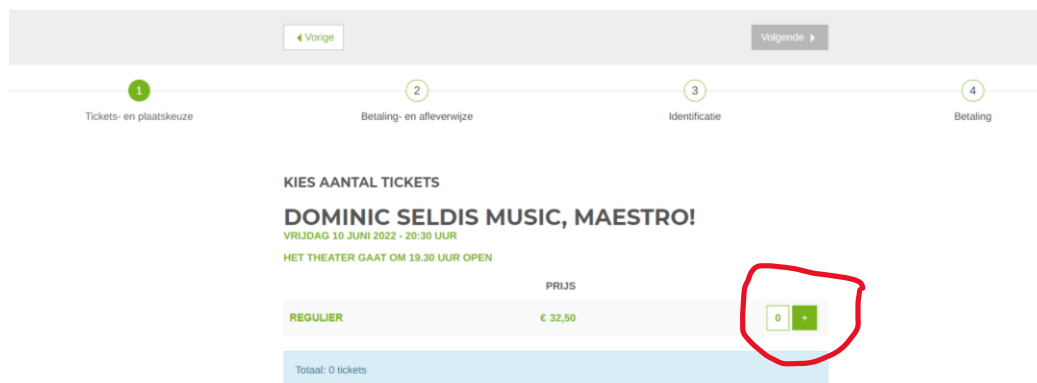 Vorige
Volgende
1
2
3
4
Tickets- en plaatskeuze
Betaling- en afleverwijze
Identificatie
Betaling
KIES AANTAL TICKETS
DOMINIC SELDIS MUSIC, MAESTRO!
VRIJDAG 10 JUNI 2022 - 20:30 UUR
HET THEATER GAAT OM 19.30 UUR OPEN
PRIJS
REGULIER € 32,50 0 +
Totaal: 0 tickets